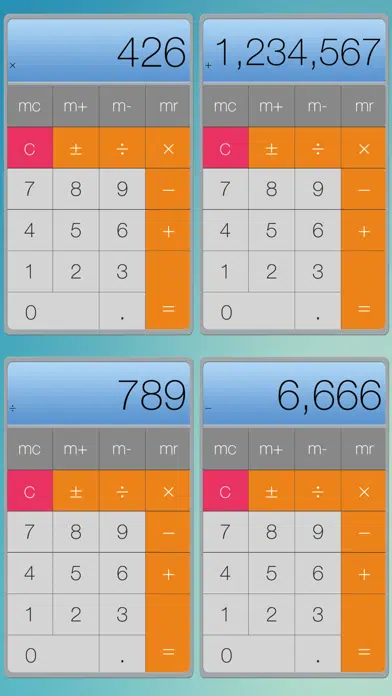 × 426
mc m+ m- mr
C ± ÷ ×
7 8 9 −
4 5 6 +
1 2 3
0 . =
+ 1,234,567
mc m+ m- mr
C ± ÷ ×
7 8 9 −
4 5 6 +
1 2 3
0 . =
÷ 789
mc m+ m- mr
C ± ÷ ×
7 8 9 −
4 5 6 +
1 2 3
0 . =
− 6,666
mc m+ m- mr
C ± ÷ ×
7 8 9 −
4 5 6 +
1 2 3
0 . =